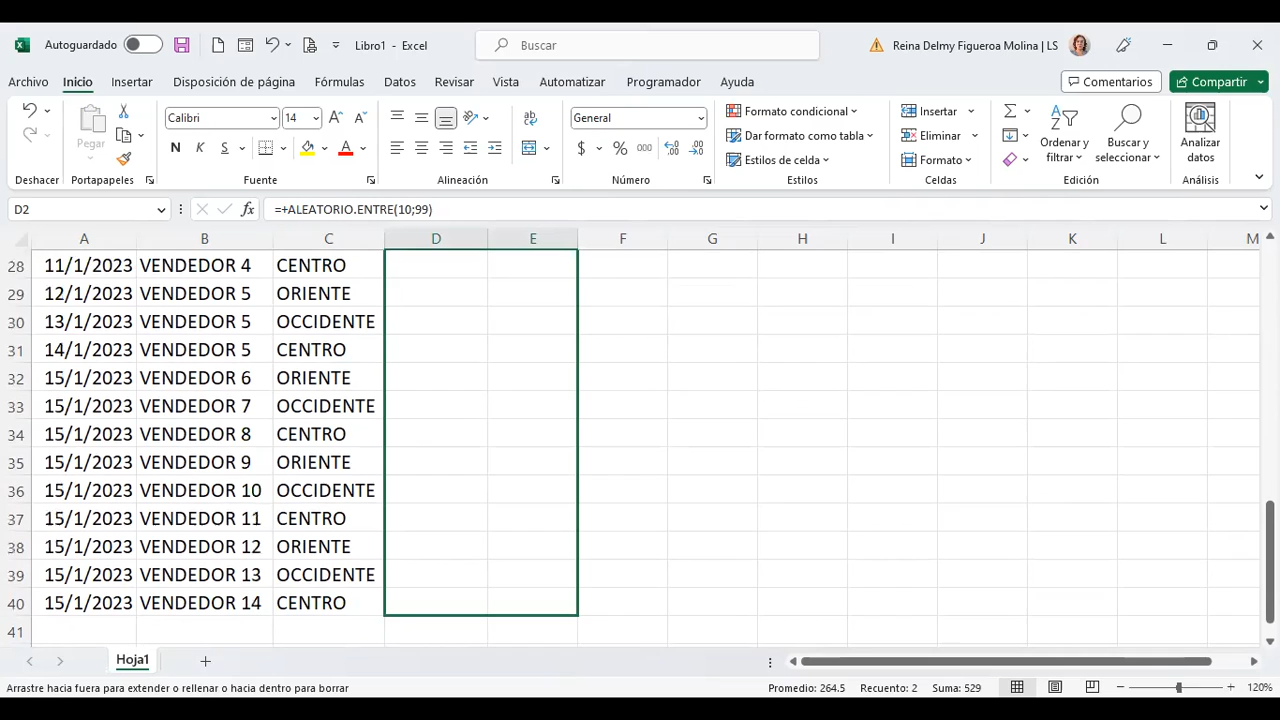 Autoguardado Libro1 - Excel Buscar Reina Delmy Figueroa Molina | LS
Archivo Inicio Insertar Disposición de página Fórmulas Datos Revisar Vista Automatizar Programador Ayuda Comentarios Compartir
Pegar Calibri 14 General $ % 000
N K S
Formato condicional
Dar formato como tabla
Estilos de celda
Insertar
Eliminar
Formato
Ordenar y filtrar
Buscar y seleccionar
Analizar datos
Deshacer Portapapeles Fuente Alineación Número Estilos Celdas Edición Análisis
D2 fx =+ALEATORIO.ENTRE(10;99)
A B C D E F G H I J K L M
28 11/1/2023 VENDEDOR 4 CENTRO
29 12/1/2023 VENDEDOR 5 ORIENTE
30 13/1/2023 VENDEDOR 5 OCCIDENTE
31 14/1/2023 VENDEDOR 5 CENTRO
32 15/1/2023 VENDEDOR 6 ORIENTE
33 15/1/2023 VENDEDOR 7 OCCIDENTE
34 15/1/2023 VENDEDOR 8 CENTRO
35 15/1/2023 VENDEDOR 9 ORIENTE
36 15/1/2023 VENDEDOR 10 OCCIDENTE
37 15/1/2023 VENDEDOR 11 CENTRO
38 15/1/2023 VENDEDOR 12 ORIENTE
39 15/1/2023 VENDEDOR 13 OCCIDENTE
40 15/1/2023 VENDEDOR 14 CENTRO
41
Hoja1
Arrastre hacia fuera para extender o rellenar o hacia dentro para borrar Promedio: 264.5 Recuento: 2 Suma: 529 120%